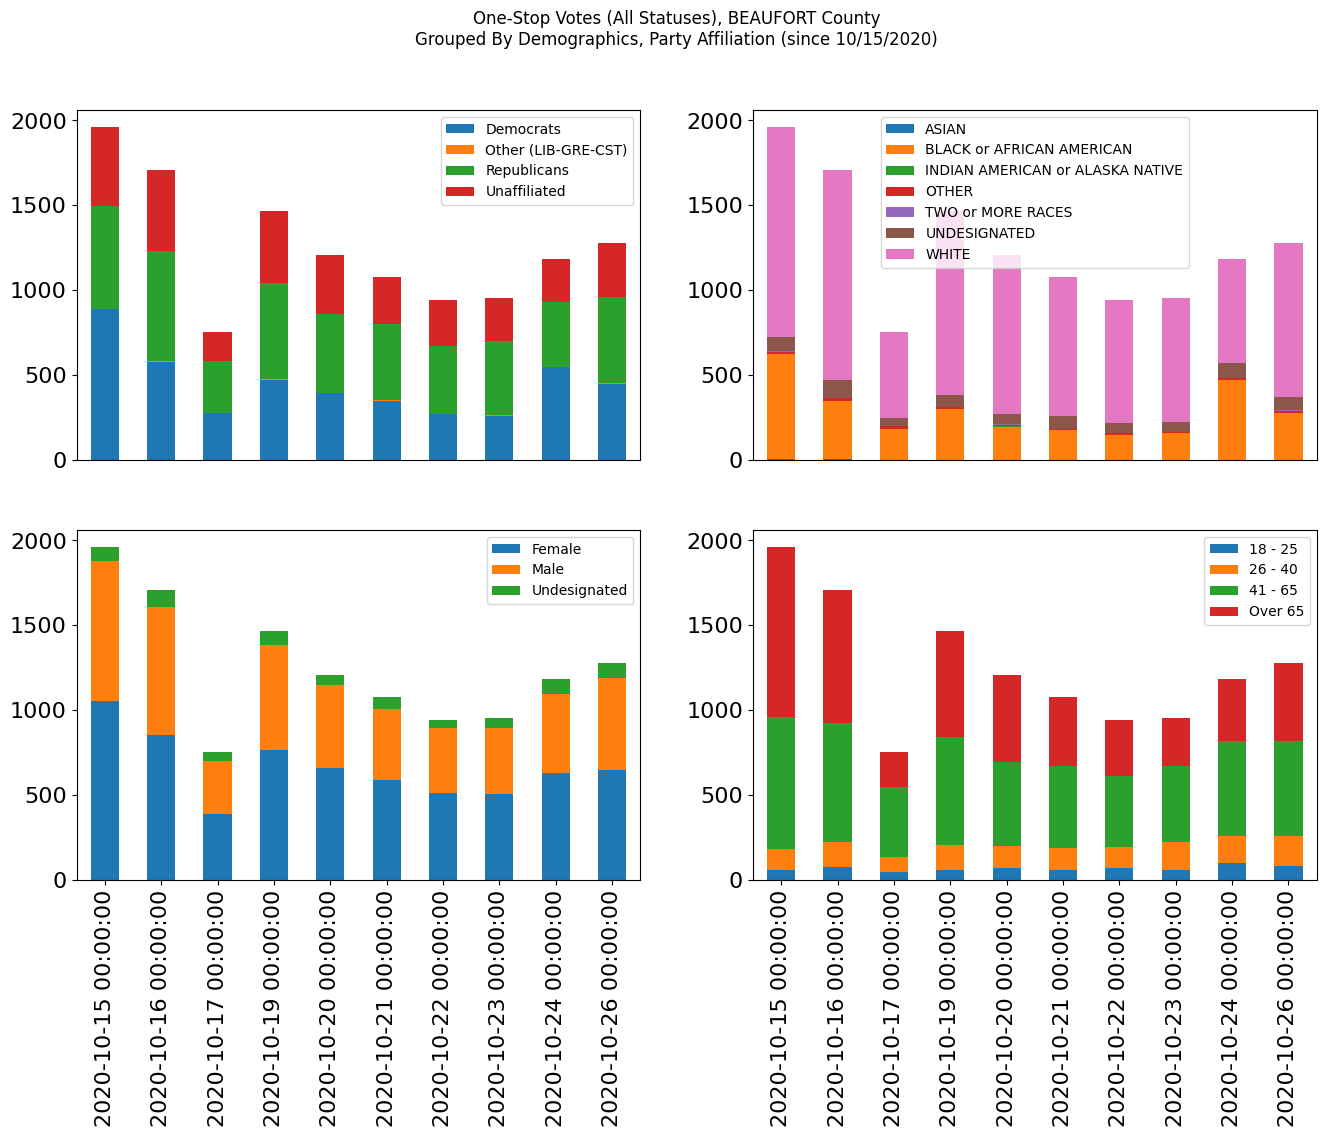 One-Stop Votes (All Statuses), BEAUFORT County
Grouped By Demographics, Party Affiliation (since 10/15/2020)
2000
1500
1000
500
0
Democrats
Other (LIB-GRE-CST)
Republicans
Unaffiliated
2000
1500
1000
500
0
ASIAN
BLACK or AFRICAN AMERICAN
INDIAN AMERICAN or ALASKA NATIVE
OTHER
TWO or MORE RACES
UNDESIGNATED
WHITE
2000
1500
1000
500
0
Female
Male
Undesignated
2020-10-15 00:00:00
2020-10-16 00:00:00
2020-10-17 00:00:00
2020-10-19 00:00:00
2020-10-20 00:00:00
2020-10-21 00:00:00
2020-10-22 00:00:00
2020-10-23 00:00:00
2020-10-24 00:00:00
2020-10-26 00:00:00
2000
1500
1000
500
0
18 - 25
26 - 40
41 - 65
Over 65
2020-10-15 00:00:00
2020-10-16 00:00:00
2020-10-17 00:00:00
2020-10-19 00:00:00
2020-10-20 00:00:00
2020-10-21 00:00:00
2020-10-22 00:00:00
2020-10-23 00:00:00
2020-10-24 00:00:00
2020-10-26 00:00:00